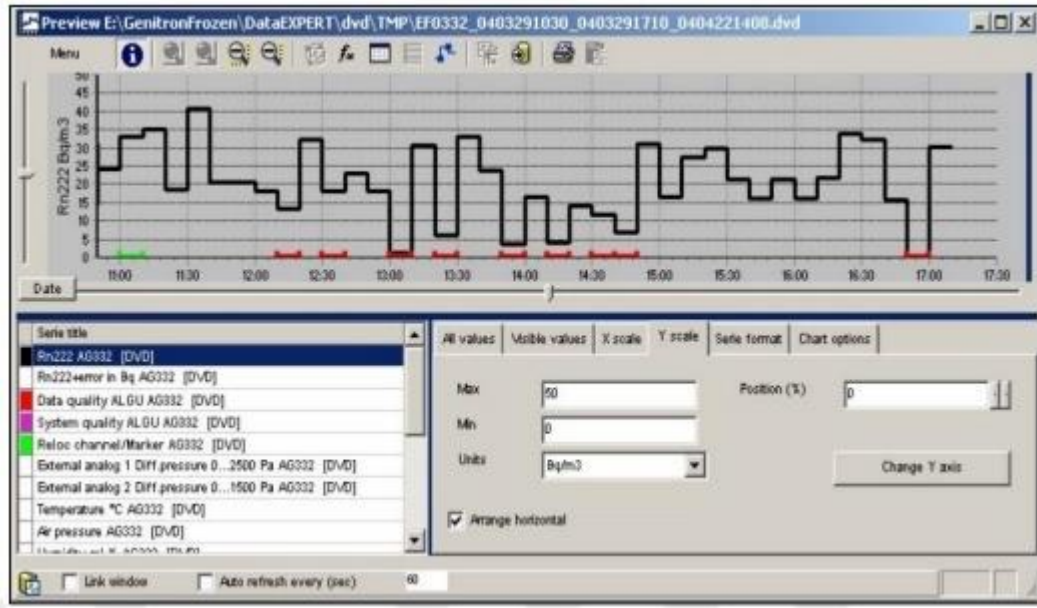 Preview E:\GenitronFrozen\DataEXPERT\dvd\TMP\EF0332_0403291030_0403291710_0404221408.dvd
Menu
50
45
40
35
30
25
20
15
10
5
0
Rn222 Bq/m3
11:00 11:30 12:00 12:30 13:00 13:30 14:00 14:30 15:00 15:30 16:00 16:30 17:00 17:30
Date
Serie title
Rn222 AG332 [DVD]
Rn222+error in Bq AG332 [DVD]
Data quality ALGU AG332 [DVD]
System quality ALGU AG332 [DVD]
Reloc channel/Marker AG332 [DVD]
External analog 1 Diff.pressure 0...2500 Pa AG332 [DVD]
External analog 2 Diff.pressure 0...1500 Pa AG332 [DVD]
Temperature °C AG332 [DVD]
Air pressure AG332 [DVD]
All values Visible values X scale Y scale Serie format Chart options
Max 50 Position (%) 0
Min 0
Units Bq/m3 Change Y axis
Arrange horizontal
Link window Auto refresh every (sec) 60